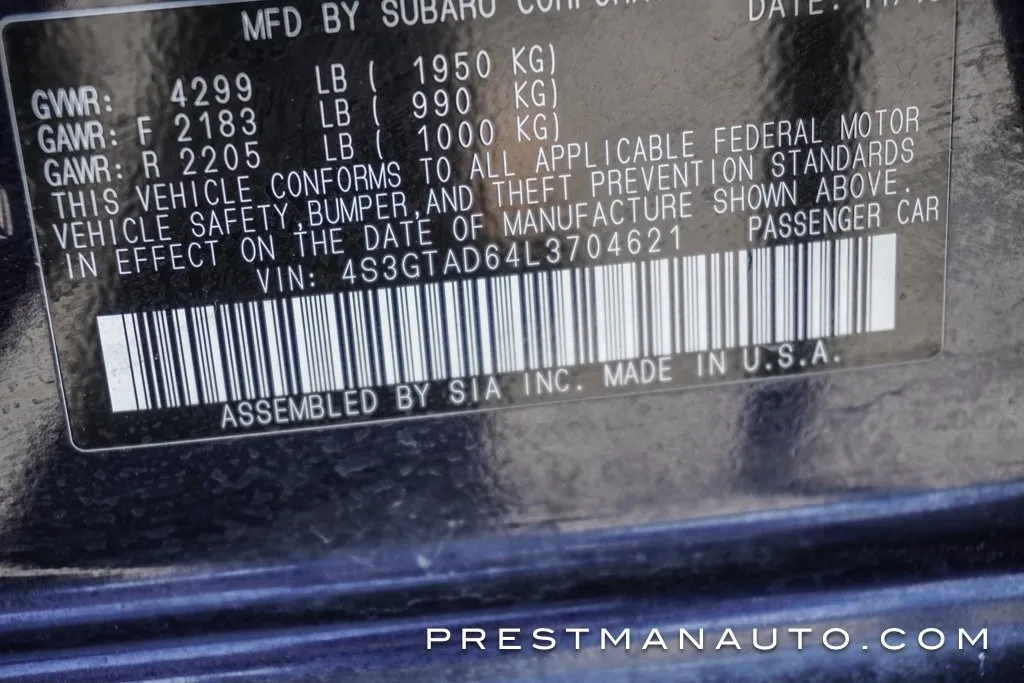 MFD BY SUBARU CORPORA
DATE:
GVWR: 4299 LB ( 1950 KG)
GAWR: F 2183 LB ( 990 KG)
GAWR: R 2205 LB ( 1000 KG)
THIS VEHICLE CONFORMS TO ALL APPLICABLE FEDERAL MOTOR
VEHICLE SAFETY,BUMPER,AND THEFT PREVENTION STANDARDS
IN EFFECT ON THE DATE OF MANUFACTURE SHOWN ABOVE.
VIN: 4S3GTAD64L3704621 PASSENGER CAR
ASSEMBLED BY SIA INC. MADE IN U.S.A.
PRESTMANAUTO.COM